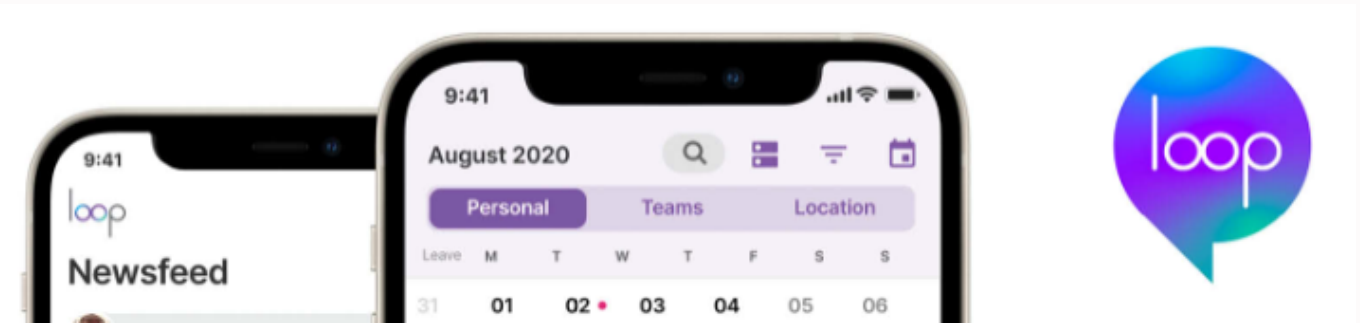 9:41
loop
Newsfeed
9:41
August 2020
Personal Teams Location
Leave M T W T F S S
31 01 02 03 04 05 06
loop